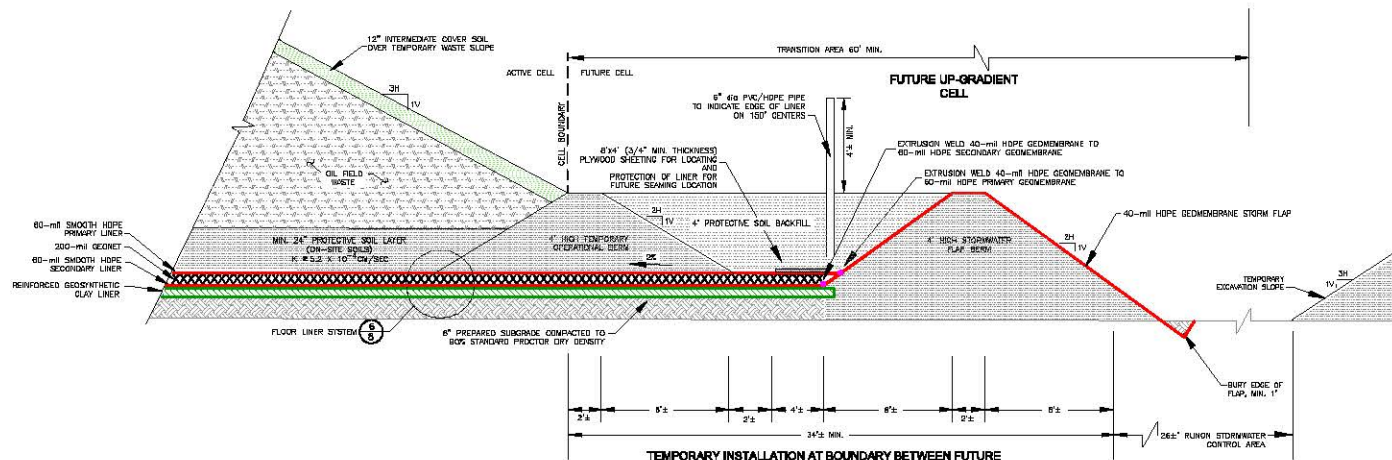 12" INTERMEDIATE COVER SOIL
OVER TEMPORARY WASTE SLOPE
3H
1V
OIL FIELD
WASTE
ACTIVE CELL
FUTURE CELL
CELL BOUNDARY
TRANSITION AREA 60' MIN.
FUTURE UP-GRADIENT
CELL
6" dia PVC/HDPE PIPE
TO INDICATE EDGE OF LINER
ON 150' CENTERS
4'± MIN.
8'x4' (3/4" MIN. THICKNESS)
PLYWOOD SHEETING FOR LOCATING
AND
PROTECTION OF LINER FOR
FUTURE SEAMING LOCATION
EXTRUSION WELD 40-mil HDPE GEOMEMBRANE TO
60-mil HDPE SECONDARY GEOMEMBRANE
EXTRUSION WELD 40-mil HDPE GEOMEMBRANE TO
60-mil HDPE PRIMARY GEOMEMBRANE
40-mil HDPE GEOMEMBRANE STORM FLAP
60-mil SMOOTH HDPE
PRIMARY LINER
200-mil GEONET
60-mil SMOOTH HDPE
SECONDARY LINER
REINFORCED GEOSYNTHETIC
CLAY LINER
MIN. 24" PROTECTIVE SOIL LAYER
(ON-SITE SOILS)
4' HIGH TEMPORARY
OPERATIONAL BERM
2H
1V
4' PROTECTIVE SOIL BACKFILL
2%
4' HIGH STORMWATER
FLAP BERM
2H
1V
TEMPORARY
EXCAVATION SLOPE
3H
1V
FLOOR LINER SYSTEM
6
8
6" PREPARED SUBGRADE COMPACTED TO
90% STANDARD PROCTOR DRY DENSITY
BURY EDGE OF
FLAP, MIN. 1'
2'±
8'±
2'±
4'±
8'±
2'±
8'±
34'± MIN.
26±' RUNON STORMWATER
CONTROL AREA
TEMPORARY INSTALLATION AT BOUNDARY BETWEEN FUTURE